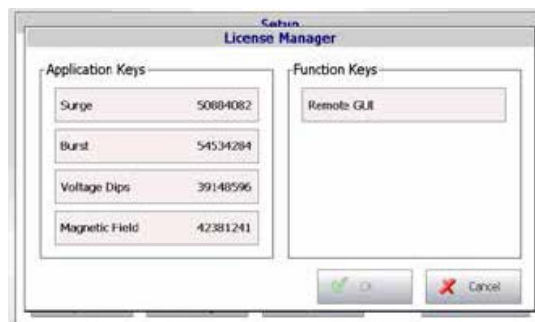 Setup
License Manager
Application Keys
Surge 50884082
Burst 54534284
Voltage Dips 39148596
Magnetic Field 42381241
Function Keys
Remote GUI
Ok
Cancel